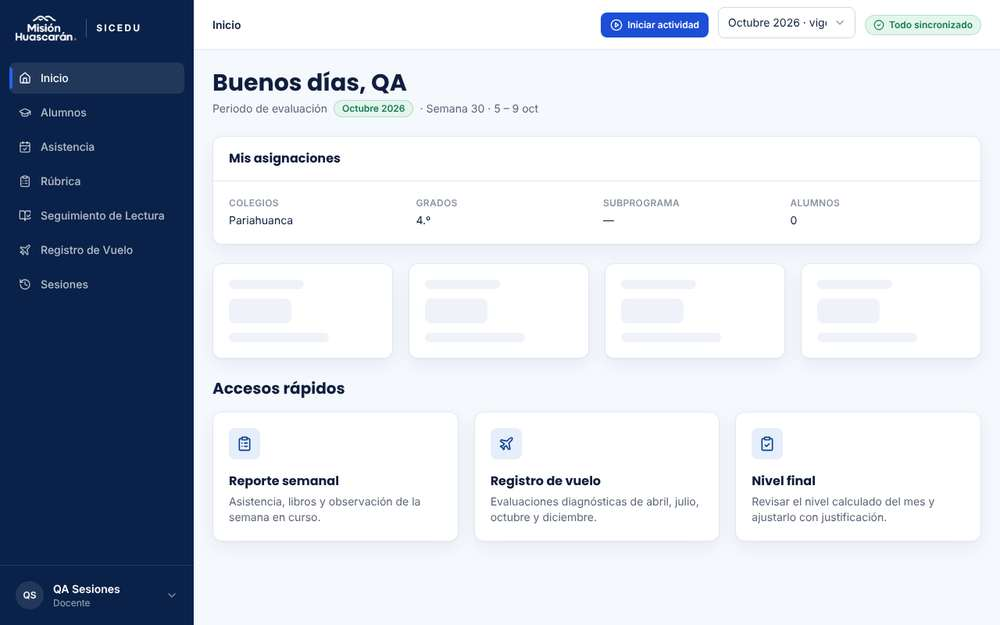 Misión
Huascarán.
SICEDU
Inicio
Alumnos
Asistencia
Rúbrica
Seguimiento de Lectura
Registro de Vuelo
Sesiones
QS
QA Sesiones
Docente
Inicio
Iniciar actividad
Octubre 2026 · vig
Todo sincronizado
Buenos días, QA
Periodo de evaluación Octubre 2026 · Semana 30 · 5 – 9 oct
Mis asignaciones
COLEGIOS GRADOS SUBPROGRAMA ALUMNOS
Pariahuanca 4.º — 0
Accesos rápidos
Reporte semanal
Asistencia, libros y observación de la
semana en curso.
Registro de vuelo
Evaluaciones diagnósticas de abril, julio,
octubre y diciembre.
Nivel final
Revisar el nivel calculado del mes y
ajustarlo con justificación.